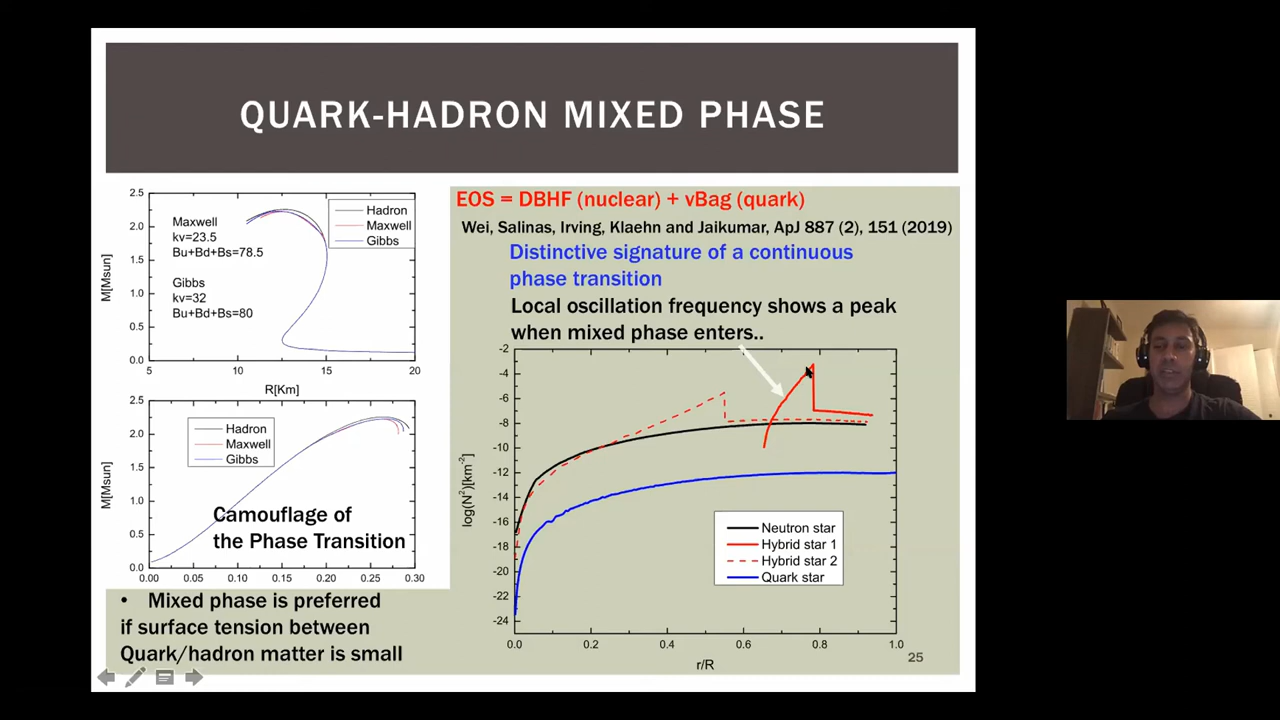 QUARK-HADRON MIXED PHASE
2.5
2.0
1.5
1.0
0.5
0.0
M[Msun]
Maxwell
kv=23.5
Bu+Bd+Bs=78.5
Gibbs
kv=32
Bu+Bd+Bs=80
Hadron
Maxwell
Gibbs
5
10
15
20
R[Km]
2.5
2.0
1.5
1.0
0.5
0.0
M[Msun]
Hadron
Maxwell
Gibbs
Camouflage of
the Phase Transition
0.00
0.05
0.10
0.15
0.20
0.25
0.30
• Mixed phase is preferred
if surface tension between
Quark/hadron matter is small
EOS = DBHF (nuclear) + vBag (quark)
Wei, Salinas, Irving, Klaehn and Jaikumar, ApJ 887 (2), 151 (2019)
Distinctive signature of a continuous
phase transition
Local oscillation frequency shows a peak
when mixed phase enters..
-2
-4
-6
-8
-10
-12
-14
-16
-18
-20
-22
-24
log(N²)[km⁻²]
Neutron star
Hybrid star 1
Hybrid star 2
Quark star
0.0
0.2
0.4
0.6
0.8
1.0
r/R
25